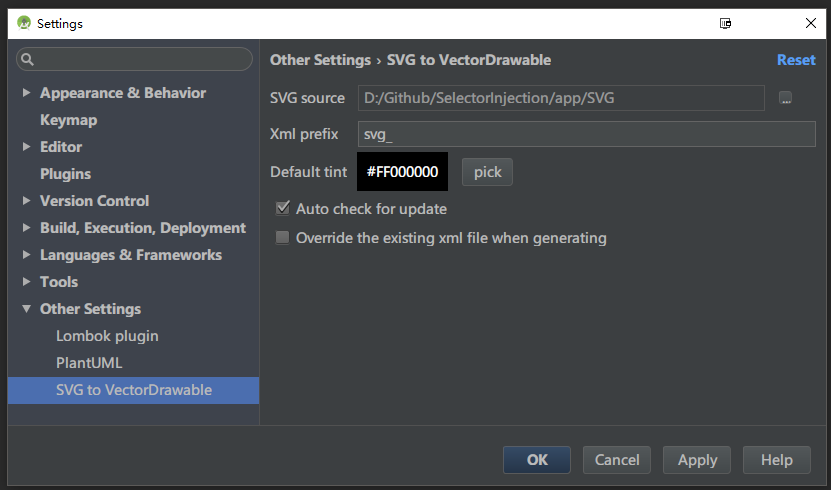 Settings
Other Settings › SVG to VectorDrawable
Reset
Appearance & Behavior
Keymap
Editor
Plugins
Version Control
Build, Execution, Deployment
Languages & Frameworks
Tools
Other Settings
Lombok plugin
PlantUML
SVG to VectorDrawable
SVG source D:/Github/SelectorInjection/app/SVG ...
Xml prefix svg_
Default tint #FF000000 pick
Auto check for update
Override the existing xml file when generating
OK Cancel Apply Help